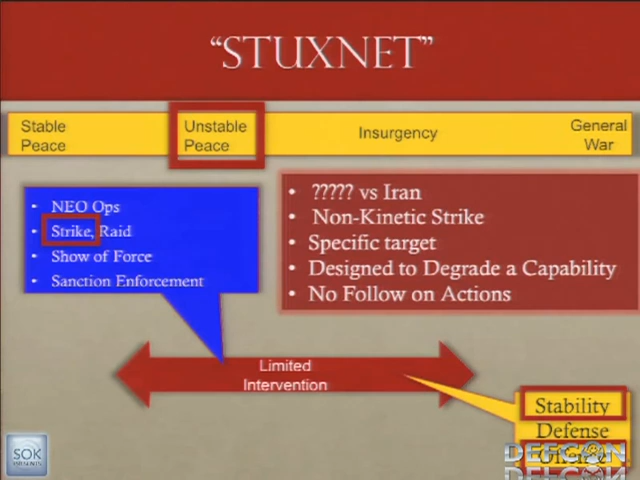 “STUXNET”
Stable
Peace
Unstable
Peace
Insurgency
General
War
• NEO Ops
• Strike, Raid
• Show of Force
• Sanction Enforcement
• ????? vs Iran
• Non-Kinetic Strike
• Specific target
• Designed to Degrade a Capability
• No Follow on Actions
Limited
Intervention
Stability
Defense
DEFCON
SOK